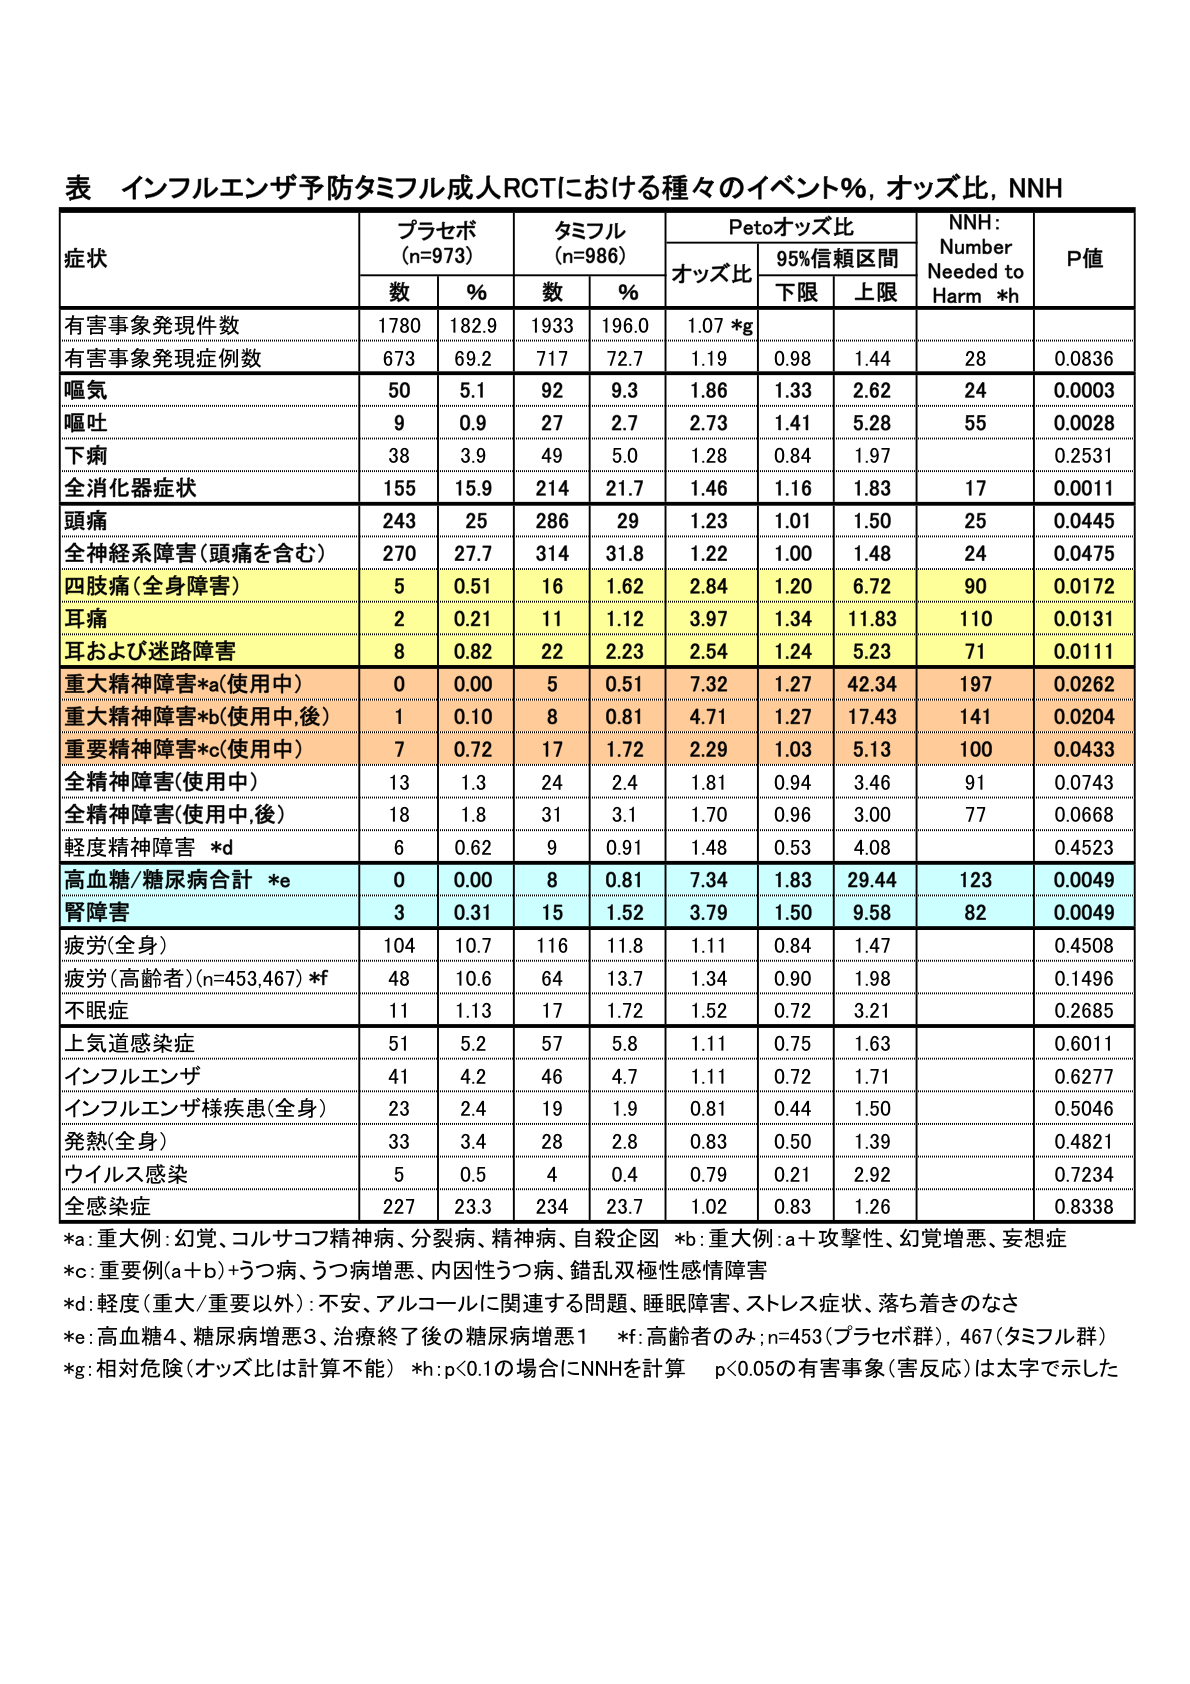 表　インフルエンザ予防タミフル成人RCTにおける種々のイベント%, オッズ比, NNH
症状 プラセボ (n=973) タミフル (n=986) Petoオッズ比 NNH: Number Needed to Harm *h P値
オッズ比 95%信頼区間
数 % 数 % 下限 上限
有害事象発現件数 1780 182.9 1933 196.0 1.07 *g
有害事象発現症例数 673 69.2 717 72.7 1.19 0.98 1.44 28 0.0836
嘔気 50 5.1 92 9.3 1.86 1.33 2.62 24 0.0003
嘔吐 9 0.9 27 2.7 2.73 1.41 5.28 55 0.0028
下痢 38 3.9 49 5.0 1.28 0.84 1.97 0.2531
全消化器症状 155 15.9 214 21.7 1.46 1.16 1.83 17 0.0011
頭痛 243 25 286 29 1.23 1.01 1.50 25 0.0445
全神経系障害(頭痛を含む) 270 27.7 314 31.8 1.22 1.00 1.48 24 0.0475
四肢痛(全身障害) 5 0.51 16 1.62 2.84 1.20 6.72 90 0.0172
耳痛 2 0.21 11 1.12 3.97 1.34 11.83 110 0.0131
耳および迷路障害 8 0.82 22 2.23 2.54 1.24 5.23 71 0.0111
重大精神障害*a(使用中) 0 0.00 5 0.51 7.32 1.27 42.34 197 0.0262
重大精神障害*b(使用中,後) 1 0.10 8 0.81 4.71 1.27 17.43 141 0.0204
重要精神障害*c(使用中) 7 0.72 17 1.72 2.29 1.03 5.13 100 0.0433
全精神障害(使用中) 13 1.3 24 2.4 1.81 0.94 3.46 91 0.0743
全精神障害(使用中,後) 18 1.8 31 3.1 1.70 0.96 3.00 77 0.0668
軽度精神障害 *d 6 0.62 9 0.91 1.48 0.53 4.08 0.4523
高血糖/糖尿病合計 *e 0 0.00 8 0.81 7.34 1.83 29.44 123 0.0049
腎障害 3 0.31 15 1.52 3.79 1.50 9.58 82 0.0049
疲労(全身) 104 10.7 116 11.8 1.11 0.84 1.47 0.4508
疲労(高齢者)(n=453,467) *f 48 10.6 64 13.7 1.34 0.90 1.98 0.1496
不眠症 11 1.13 17 1.72 1.52 0.72 3.21 0.2685
上気道感染症 51 5.2 57 5.8 1.11 0.75 1.63 0.6011
インフルエンザ 41 4.2 46 4.7 1.11 0.72 1.71 0.6277
インフルエンザ様疾患(全身) 23 2.4 19 1.9 0.81 0.44 1.50 0.5046
発熱(全身) 33 3.4 28 2.8 0.83 0.50 1.39 0.4821
ウイルス感染 5 0.5 4 0.4 0.79 0.21 2.92 0.7234
全感染症 227 23.3 234 23.7 1.02 0.83 1.26 0.8338
*a:重大例:幻覚、コルサコフ精神病、分裂病、精神病、自殺企図 *b:重大例:a＋攻撃性、幻覚増悪、妄想症
*c:重要例(a＋b)+うつ病、うつ病増悪、内因性うつ病、錯乱双極性感情障害
*d:軽度(重大/重要以外):不安、アルコールに関連する問題、睡眠障害、ストレス症状、落ち着きのなさ
*e:高血糖４、糖尿病増悪３、治療終了後の糖尿病増悪１　*f:高齢者のみ;n=453(プラセボ群), 467(タミフル群)
*g:相対危険(オッズ比は計算不能) *h:p<0.1の場合にNNHを計算　p<0.05の有害事象(害反応)は太字で示した